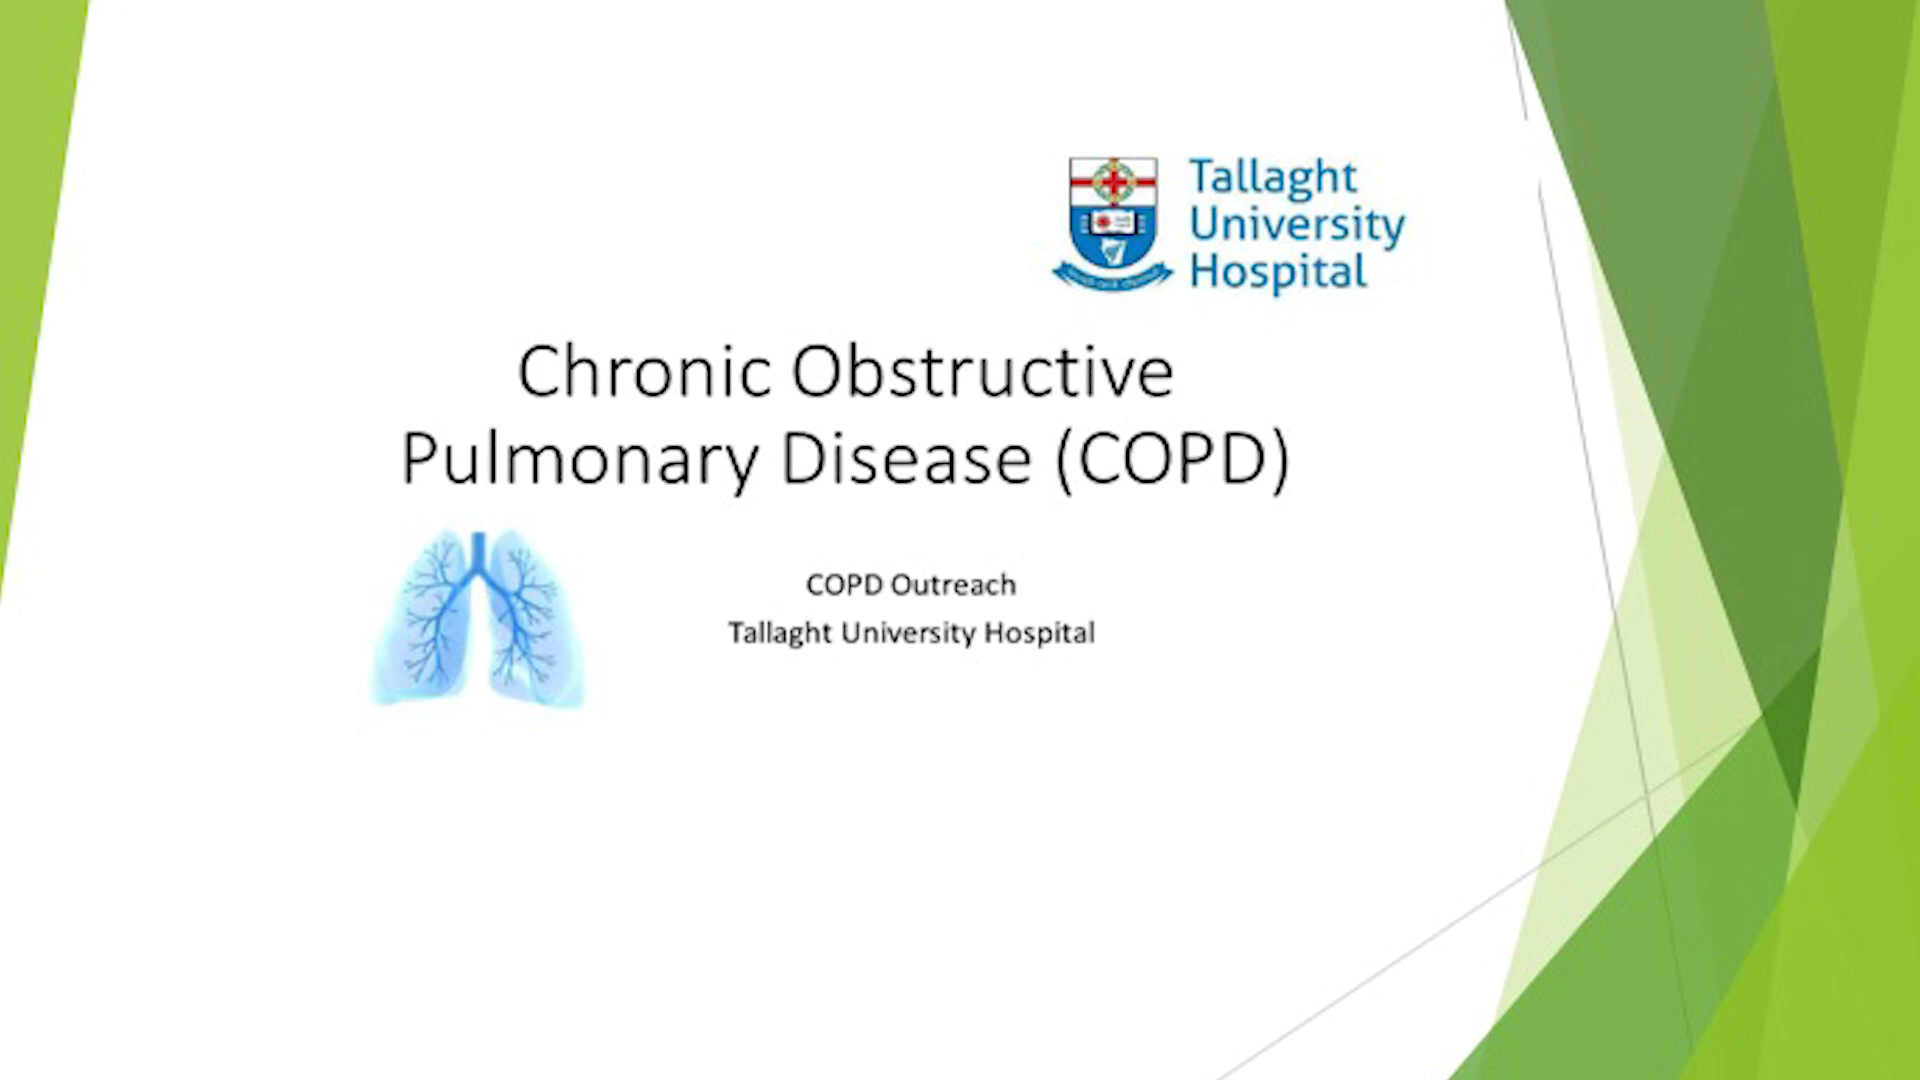 Tallaght
University
Hospital
Chronic Obstructive
Pulmonary Disease (COPD)
COPD Outreach
Tallaght University Hospital